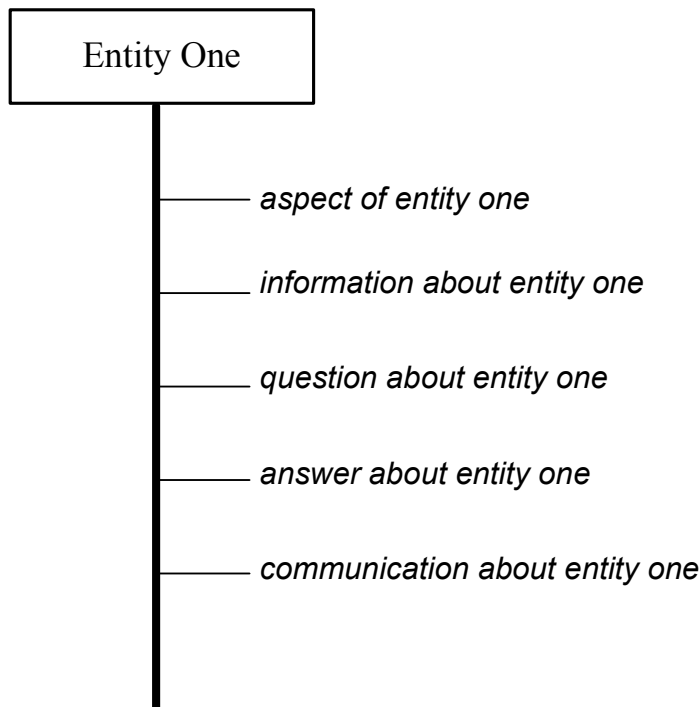 Entity One
aspect of entity one
information about entity one
question about entity one
answer about entity one
communication about entity one